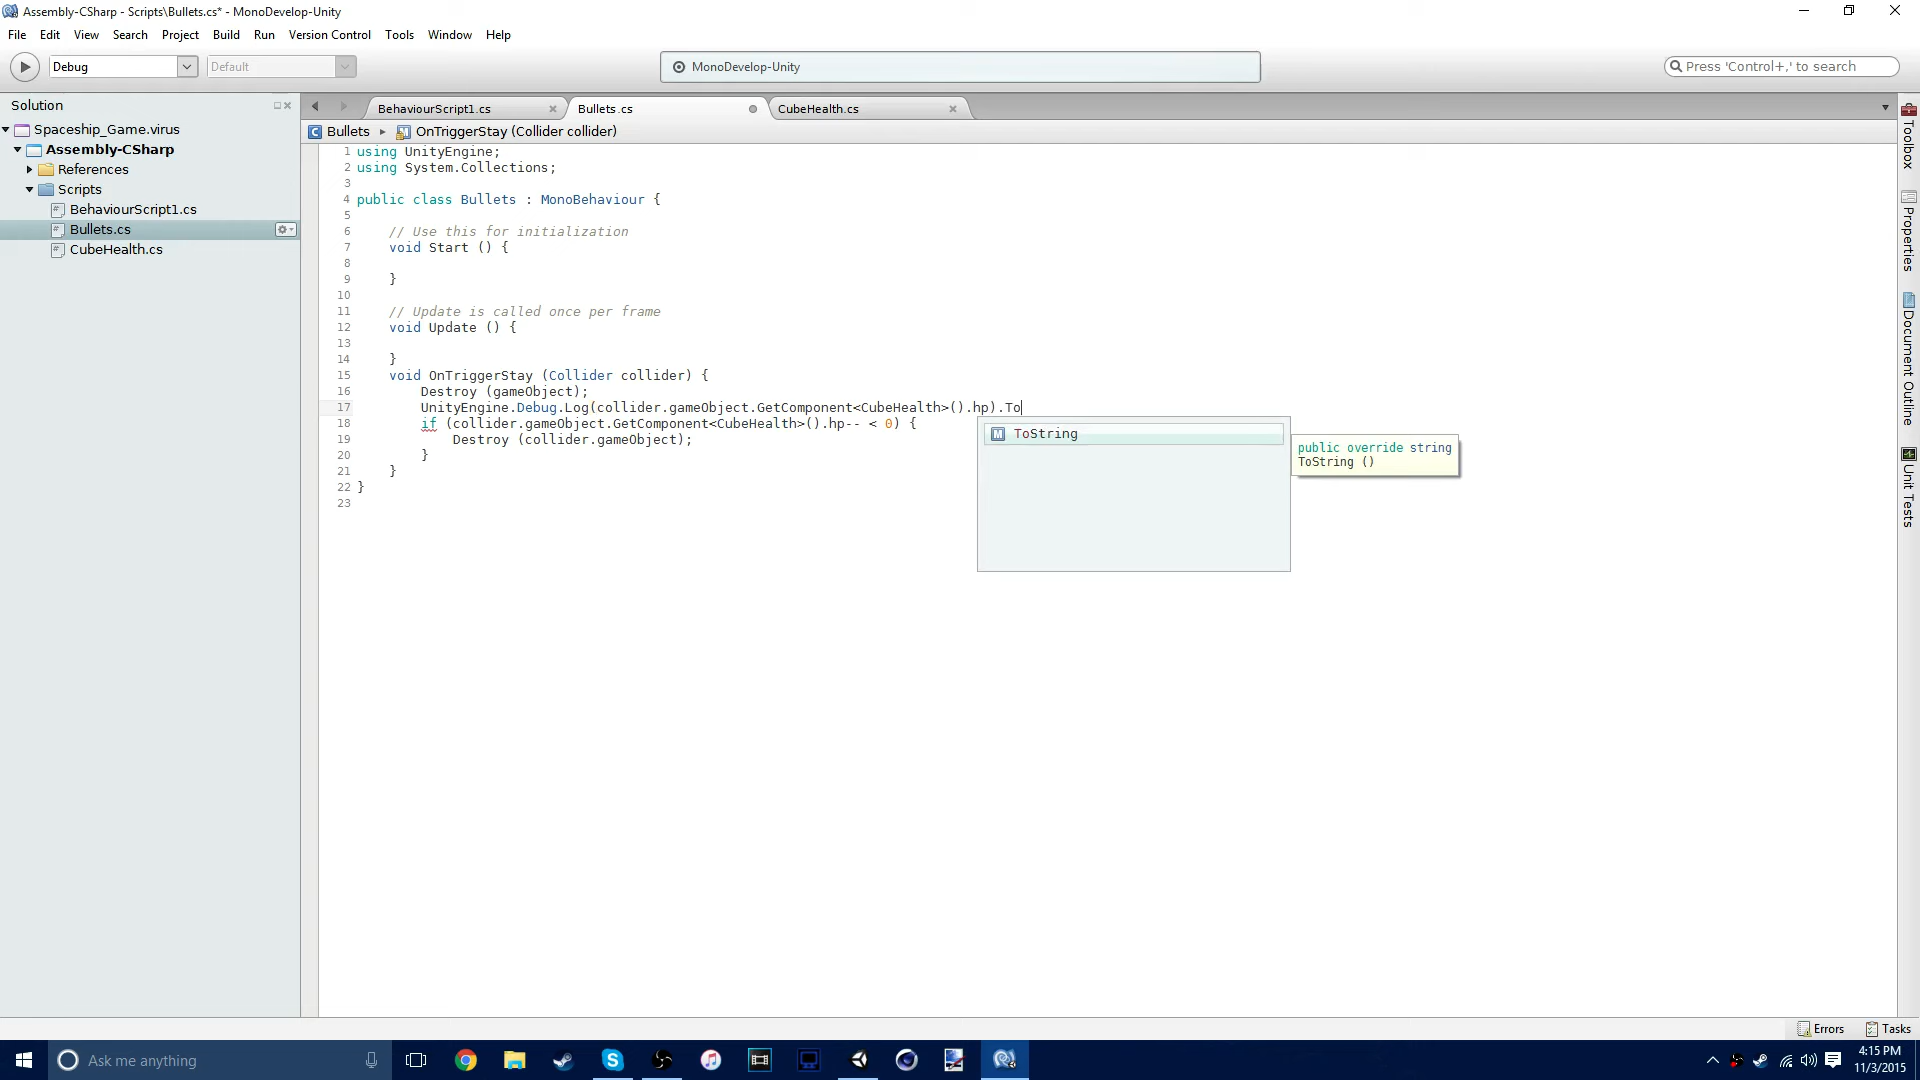 Assembly-CSharp - Scripts\Bullets.cs* - MonoDevelop-Unity
File Edit View Search Project Build Run Version Control Tools Window Help
Debug Default MonoDevelop-Unity Press 'Control+,' to search
Solution
Spaceship_Game.virus
Assembly-CSharp
References
Scripts
BehaviourScript1.cs
Bullets.cs
CubeHealth.cs
BehaviourScript1.cs Bullets.cs CubeHealth.cs
Bullets OnTriggerStay (Collider collider)
1 using UnityEngine;
2 using System.Collections;
3
4 public class Bullets : MonoBehaviour {
5
6 // Use this for initialization
7 void Start () {
8
9 }
10
11 // Update is called once per frame
12 void Update () {
13
14 }
15 void OnTriggerStay (Collider collider) {
16 Destroy (gameObject);
17 UnityEngine.Debug.Log(collider.gameObject.GetComponent<CubeHealth>().hp).To
18 if (collider.gameObject.GetComponent<CubeHealth>().hp-- < 0) {
19 Destroy (collider.gameObject);
20 }
21 }
22 }
23
ToString
public override string
ToString ()
Toolbox
Properties
Document Outline
Unit Tests
Errors Tasks
Ask me anything
4:15 PM
11/3/2015